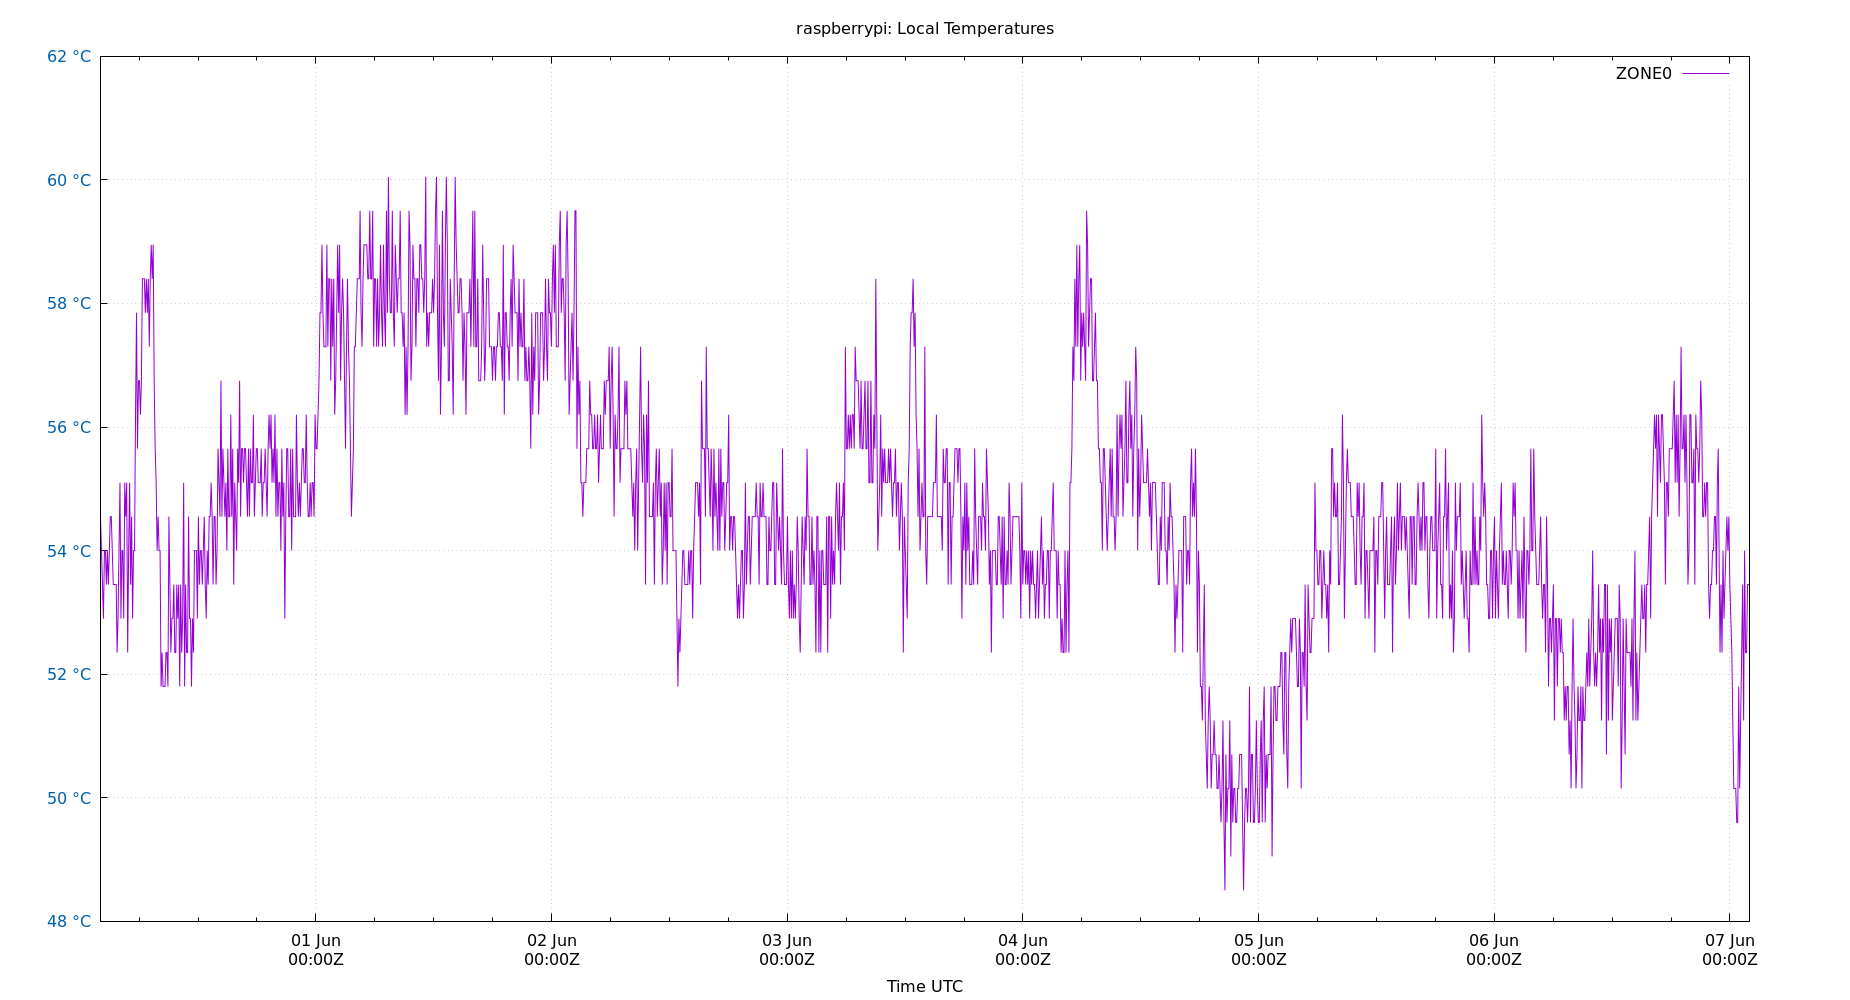 raspberrypi: Local Temperatures
ZONE0
62 °C
60 °C
58 °C
56 °C
54 °C
52 °C
50 °C
48 °C
01 Jun
00:00Z
02 Jun
00:00Z
03 Jun
00:00Z
04 Jun
00:00Z
05 Jun
00:00Z
06 Jun
00:00Z
07 Jun
00:00Z
Time UTC